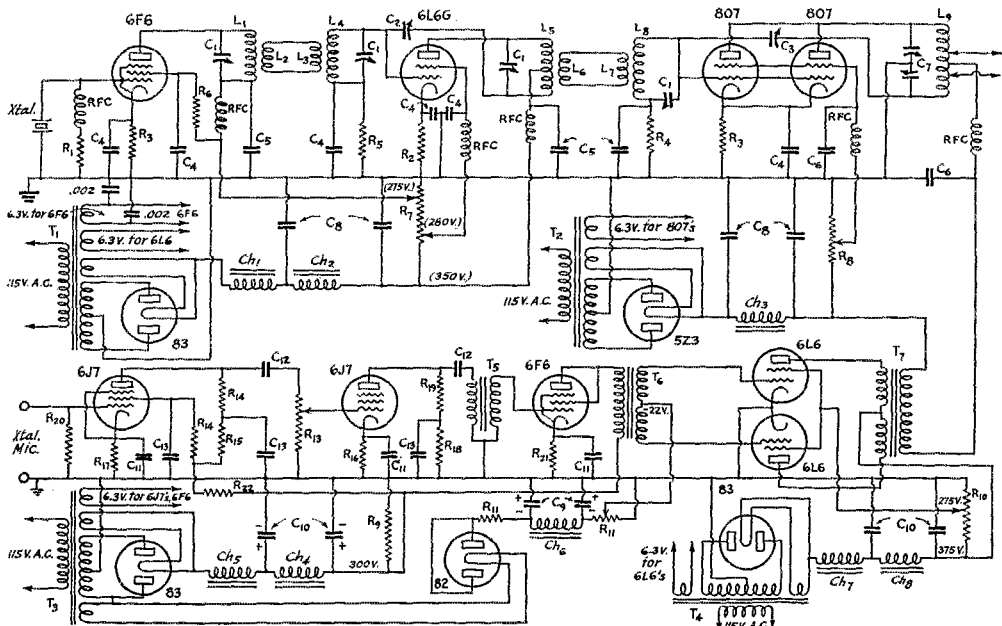 6F6
L1
L2
L3
L4
C1
C1
C2
6L6G
C1
L5
L6
L7
L8
C1
807
807
C3
L9
C7
Xtal.
RFC
R1
C4
R3
C4
R6
RFC
C5
C4
R5
C4
C4
R2
RFC
RFC
C5
R4
R3
C4
C6
RFC
RFC
C6
.002
.002
6F6
6.3V. for 6F6
6.3V. for 6L6
T1
115V. A.C.
83
(275V.)
R7
(280V.)
(350V.)
C8
Ch1
Ch2
T2
6.3V. for 807's
115V. A.C.
5Z3
C8
Ch3
R8
6J7
C12
R20
Xtal. Mic.
R17
C11
C13
R14
R14
R15
C13
R13
6J7
R19
C12
R16
C11
C13
R18
T5
6F6
R21
C11
T6
22V.
6L6
6L6
T7
6.3V. for 6J7's, 6F6
R22
115V. A.C.
T3
83
C10
Ch5
Ch4
R9
300V.
82
R11
C9
Ch6
R11
83
6.3V. for 6L6's
T4
115V. A.C.
Ch7
C10
Ch8
275V.
375V.
R10